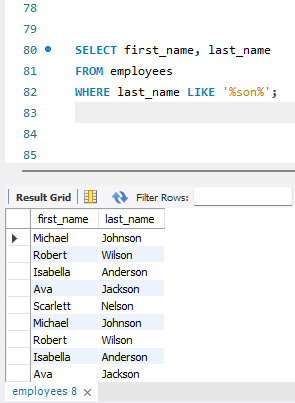 78
79
80 SELECT first_name, last_name
81 FROM employees
82 WHERE last_name LIKE '%son%';
83
84
85
Result Grid Filter Rows:
first_name last_name
Michael Johnson
Robert Wilson
Isabella Anderson
Ava Jackson
Scarlett Nelson
Michael Johnson
Robert Wilson
Isabella Anderson
Ava Jackson
employees 8 ×